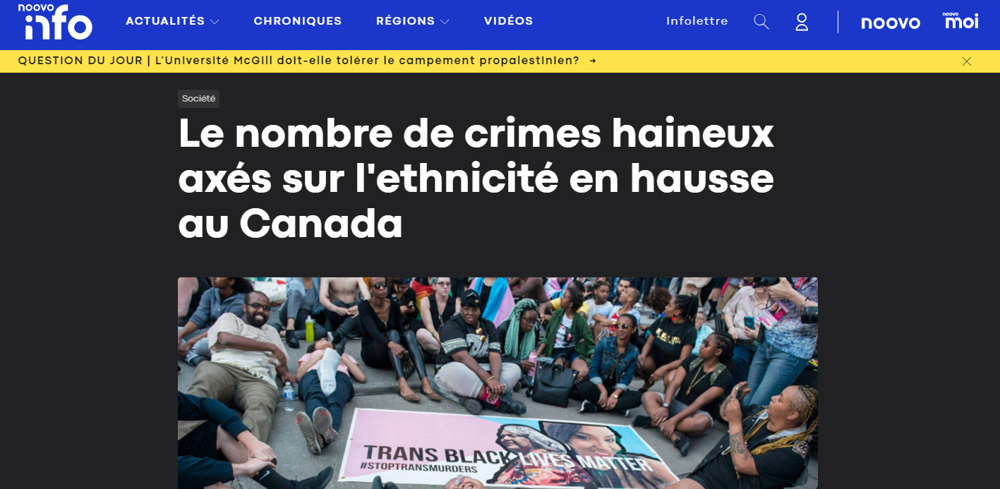 noovo
info
ACTUALITÉS
CHRONIQUES
RÉGIONS
VIDÉOS
Infolettre
noovo
noovo
moi
QUESTION DU JOUR | L’Université McGill doit-elle tolérer le campement propalestinien? →
Société
Le nombre de crimes haineux
axés sur l'ethnicité en hausse
au Canada
TRANS BLACK LIVES MATTER
#STOPTRANSMURDERS